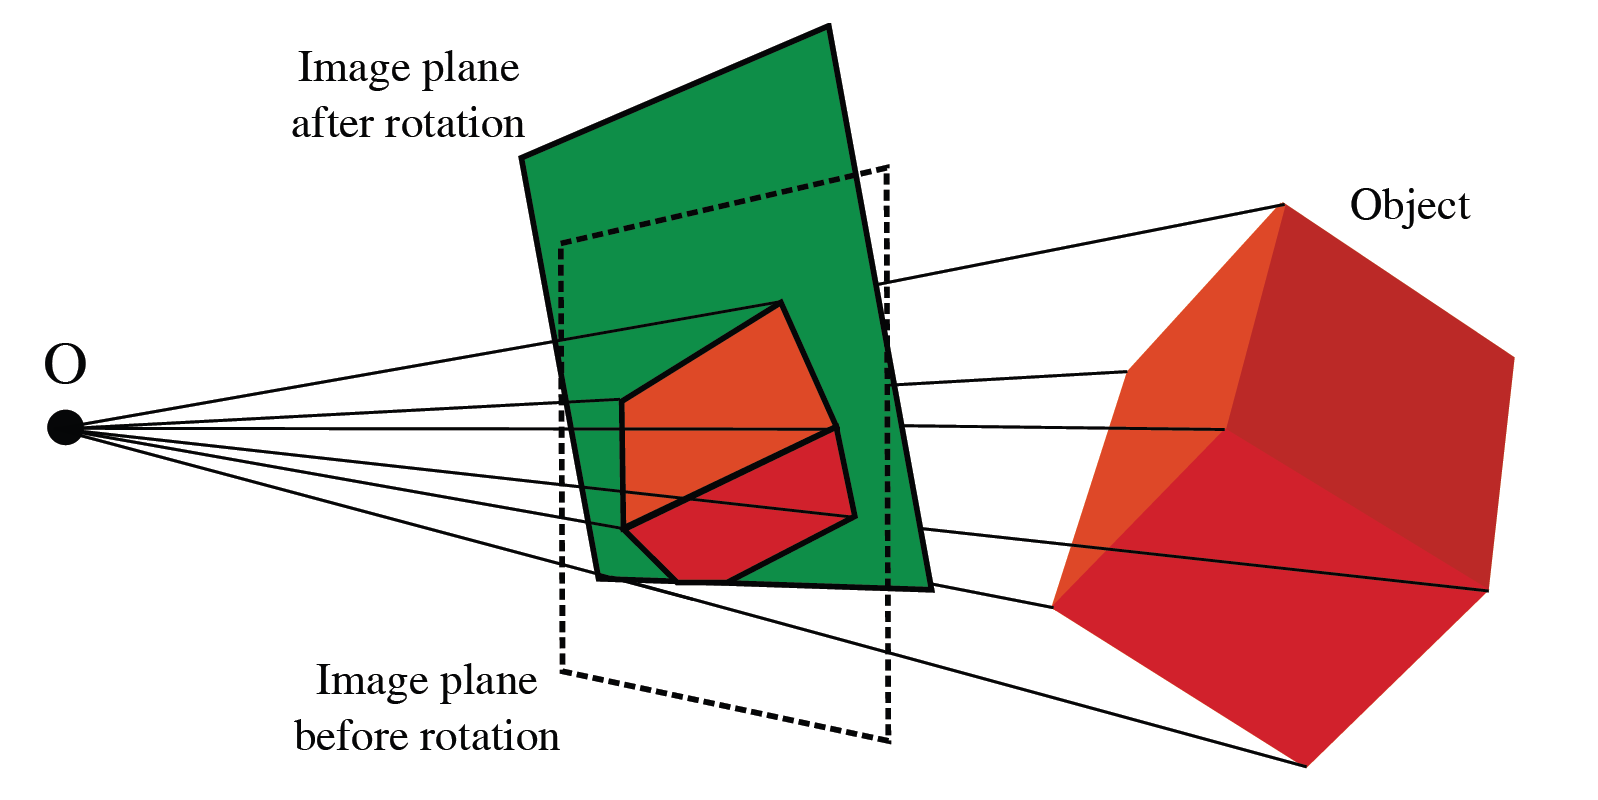 Image plane
after rotation
Object
O
Image plane
before rotation